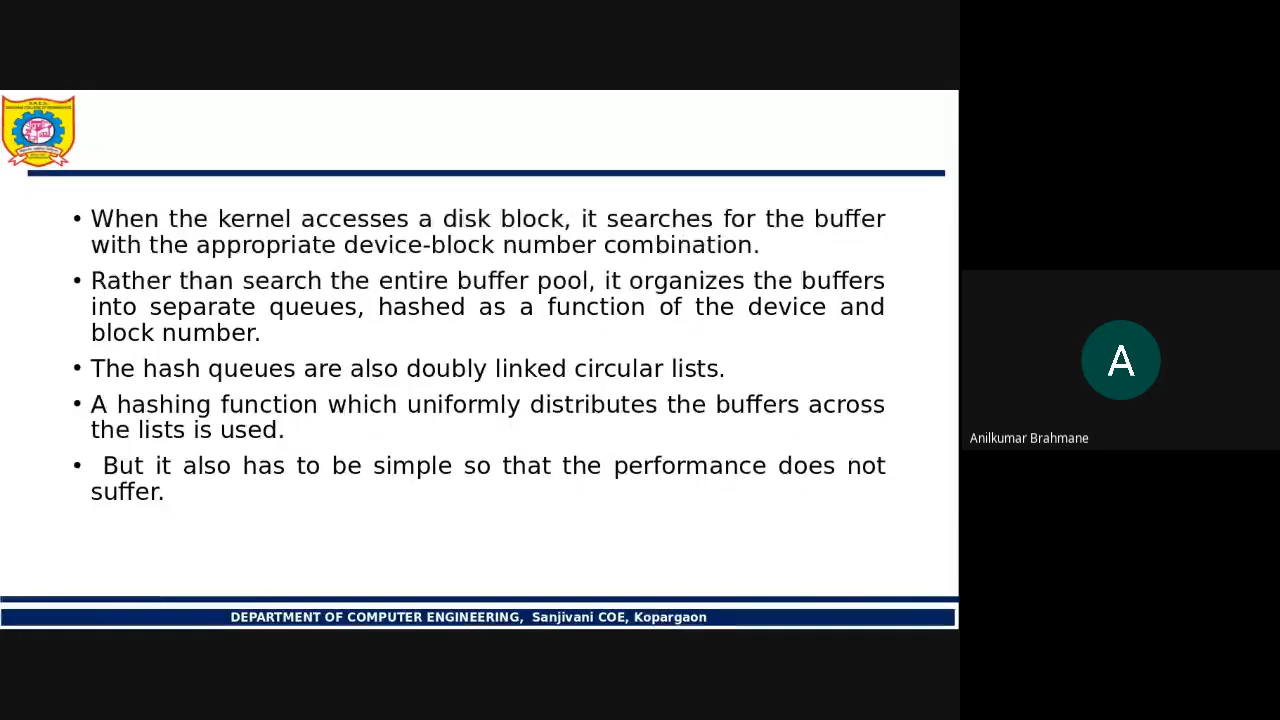 • When the kernel accesses a disk block, it searches for the buffer
with the appropriate device-block number combination.
• Rather than search the entire buffer pool, it organizes the buffers
into separate queues, hashed as a function of the device and
block number.
• The hash queues are also doubly linked circular lists.
• A hashing function which uniformly distributes the buffers across
the lists is used.
• But it also has to be simple so that the performance does not
suffer.
DEPARTMENT OF COMPUTER ENGINEERING, Sanjivani COE, Kopargaon
A
Anilkumar Brahmane